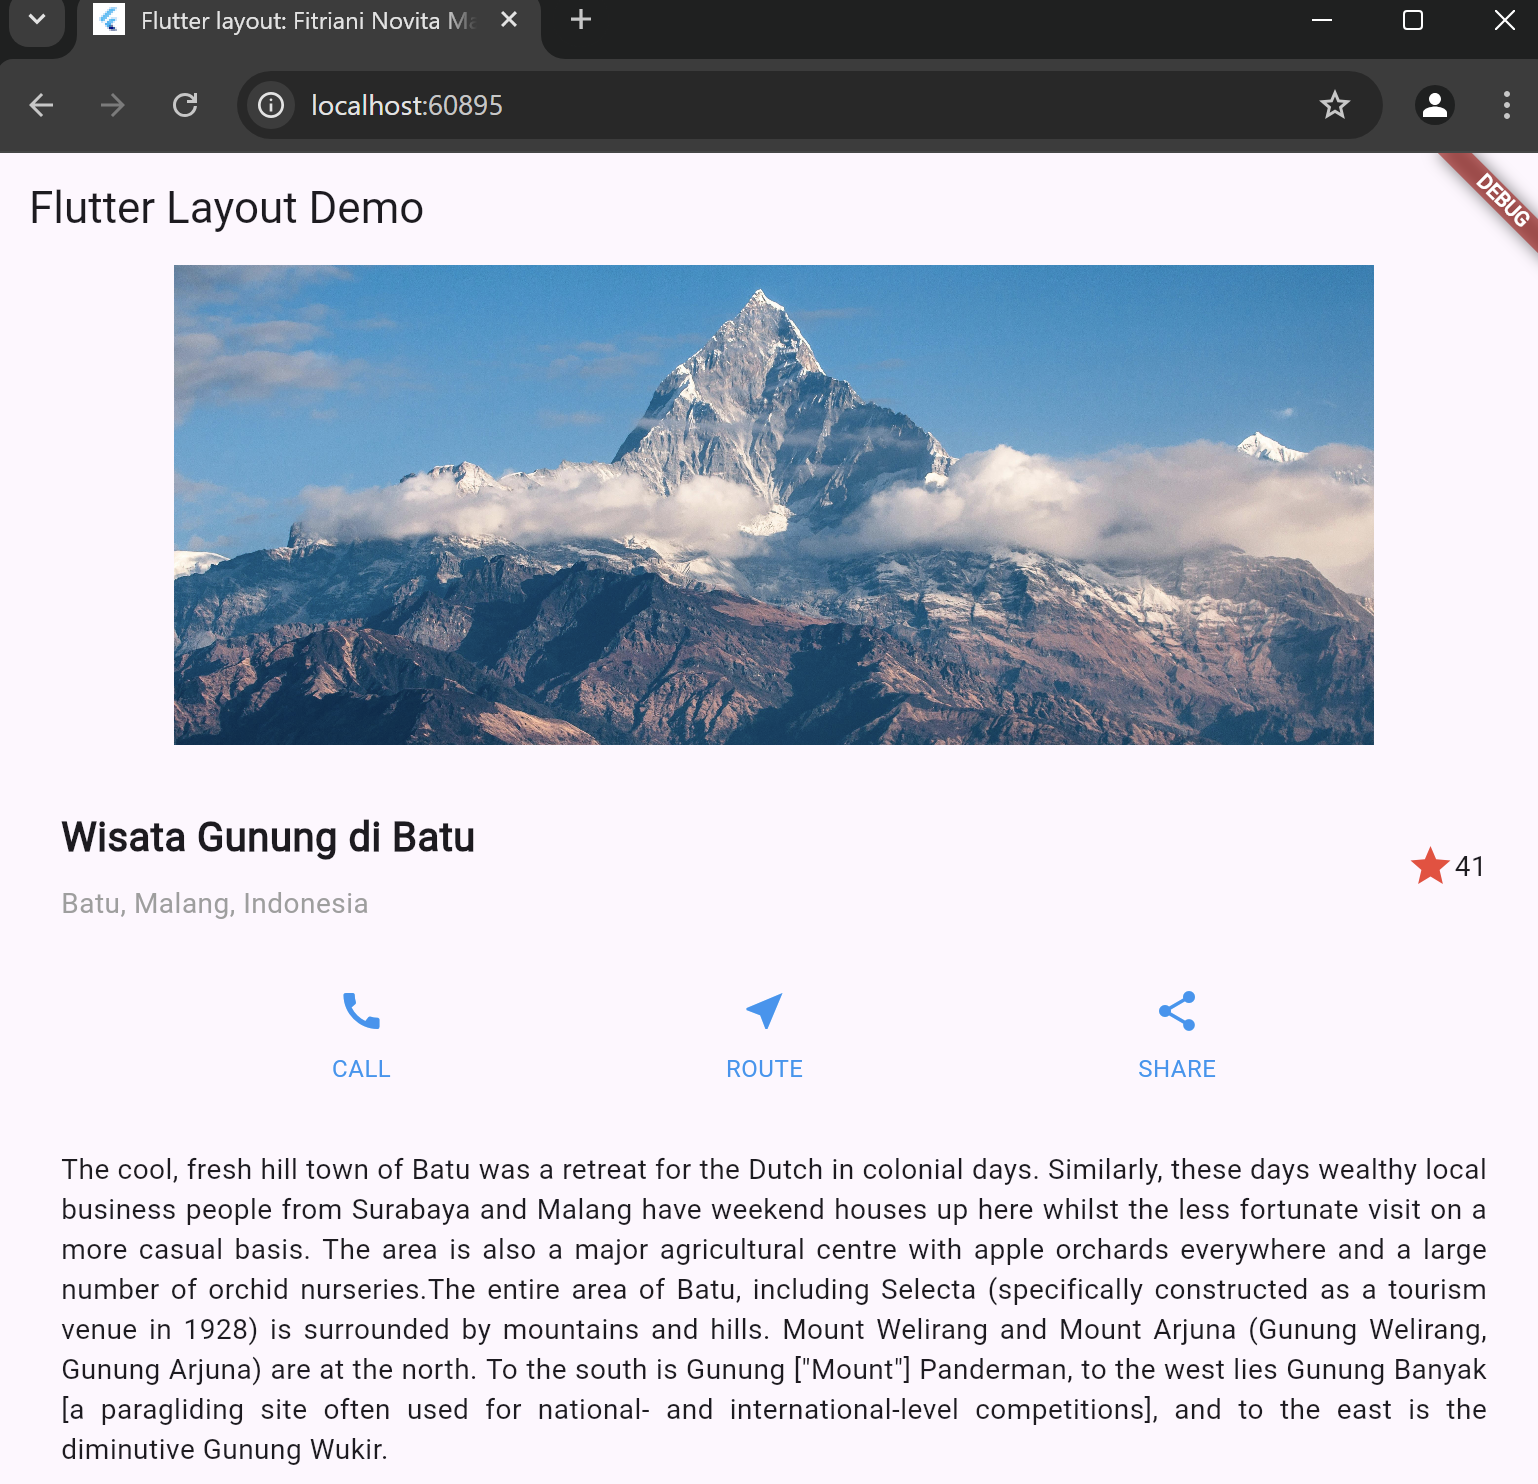 Flutter layout: Fitriani Novita Ma
localhost:60895
Flutter Layout Demo
DEBUG
Wisata Gunung di Batu
Batu, Malang, Indonesia
41
CALL ROUTE SHARE
The cool, fresh hill town of Batu was a retreat for the Dutch in colonial days. Similarly, these days wealthy local
business people from Surabaya and Malang have weekend houses up here whilst the less fortunate visit on a
more casual basis. The area is also a major agricultural centre with apple orchards everywhere and a large
number of orchid nurseries.The entire area of Batu, including Selecta (specifically constructed as a tourism
venue in 1928) is surrounded by mountains and hills. Mount Welirang and Mount Arjuna (Gunung Welirang,
Gunung Arjuna) are at the north. To the south is Gunung ["Mount"] Panderman, to the west lies Gunung Banyak
[a paragliding site often used for national- and international-level competitions], and to the east is the
diminutive Gunung Wukir.